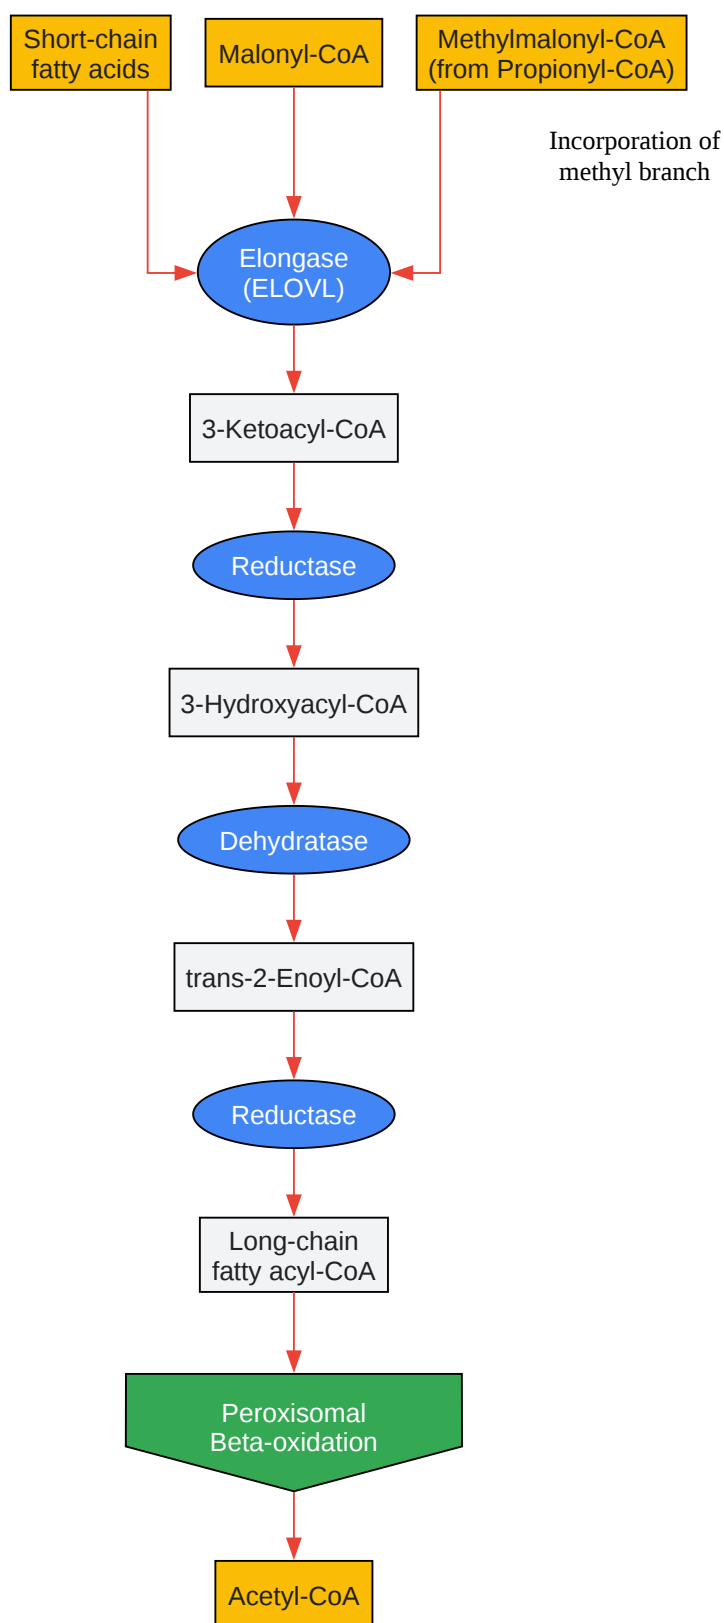 Short-chain
fatty acids
Malonyl-CoA
Methylmalonyl-CoA
(from Propionyl-CoA)
Incorporation of
methyl branch
Elongase
(ELOVL)
3-Ketoacyl-CoA
Reductase
3-Hydroxyacyl-CoA
Dehydratase
trans-2-Enoyl-CoA
Reductase
Long-chain
fatty acyl-CoA
Peroxisomal
Beta-oxidation
Acetyl-CoA